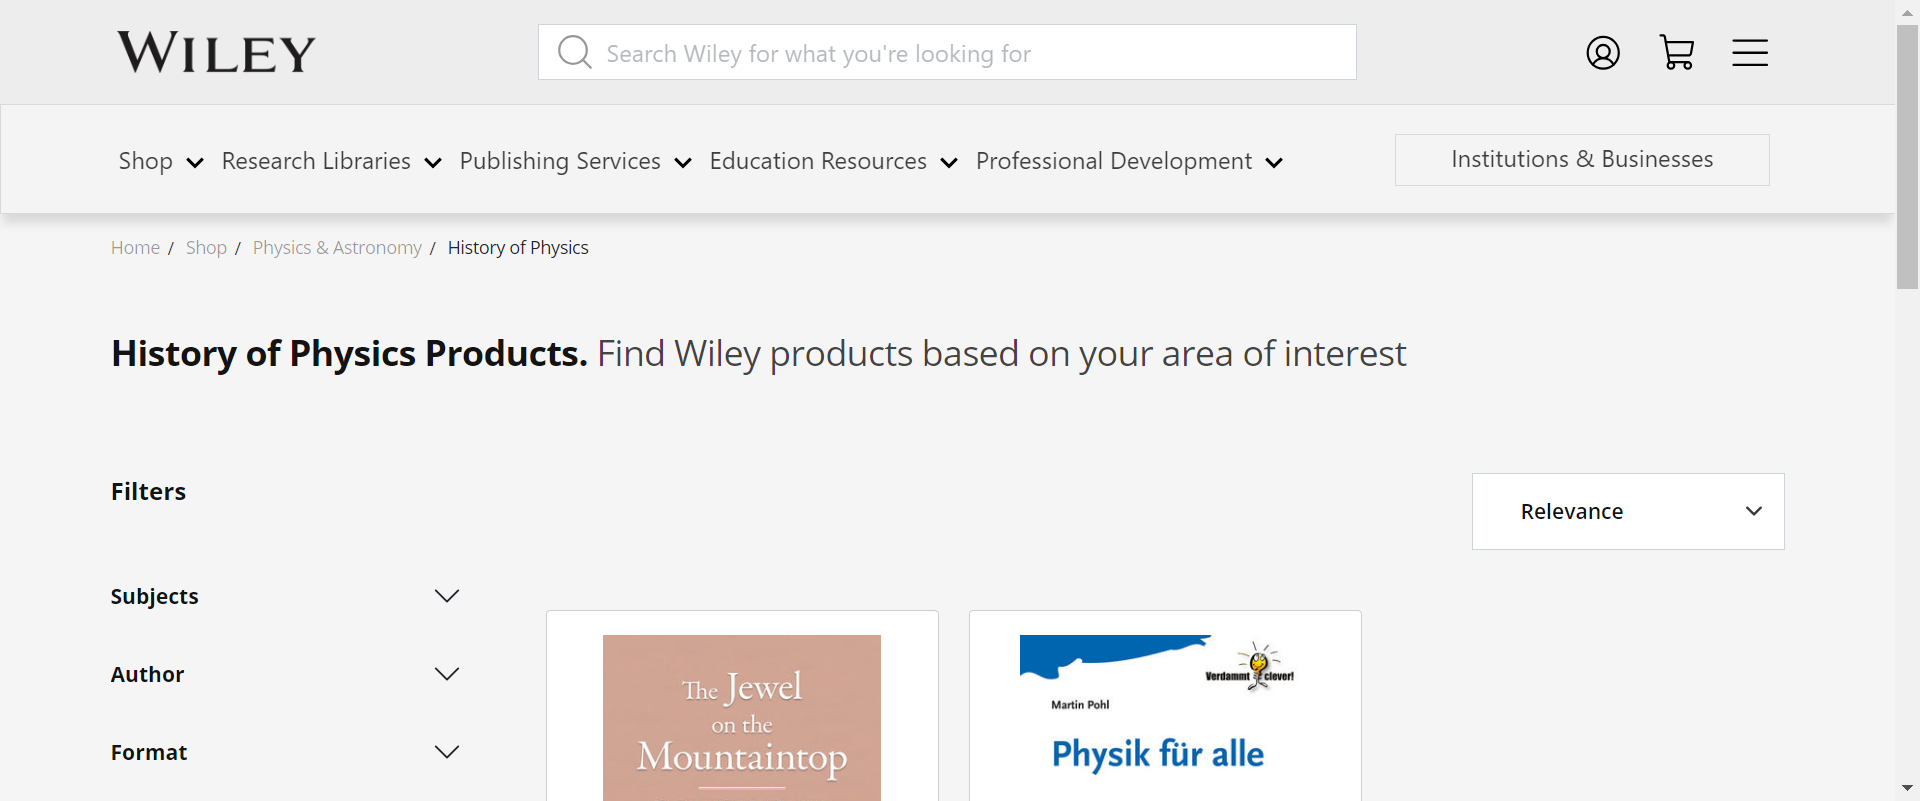 WILEY
Search Wiley for what you're looking for
Shop Research Libraries Publishing Services Education Resources Professional Development Institutions & Businesses
Home / Shop / Physics & Astronomy / History of Physics
History of Physics Products. Find Wiley products based on your area of interest
Filters
Relevance
Subjects
Author
Format
The Jewel
on the
Mountaintop
Verdammt clever!
Martin Pohl
Physik für alle